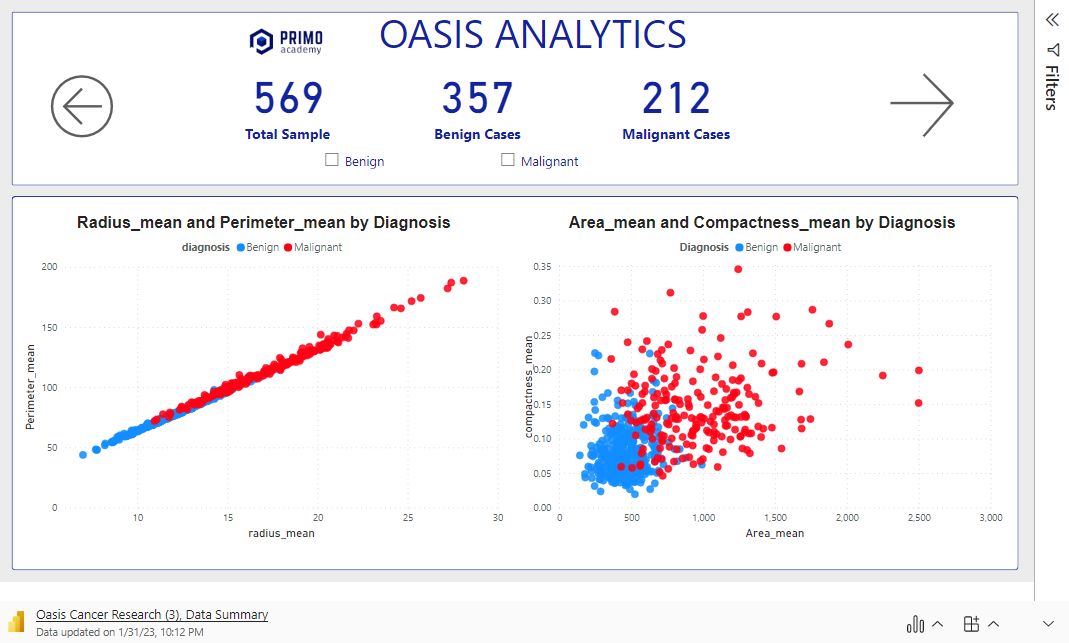 PRIMO
academy
OASIS ANALYTICS
569
357
212
Total Sample
Benign Cases
Malignant Cases
Benign
Malignant
Filters
Radius_mean and Perimeter_mean by Diagnosis
diagnosis Benign Malignant
200
150
100
50
0
Perimeter_mean
10
15
20
25
30
radius_mean
Area_mean and Compactness_mean by Diagnosis
Diagnosis Benign Malignant
0.35
0.30
0.25
0.20
0.15
0.10
0.05
0.00
compactness_mean
0
500
1,000
1,500
2,000
2,500
3,000
Area_mean
Oasis Cancer Research (3), Data Summary
Data updated on 1/31/23, 10:12 PM